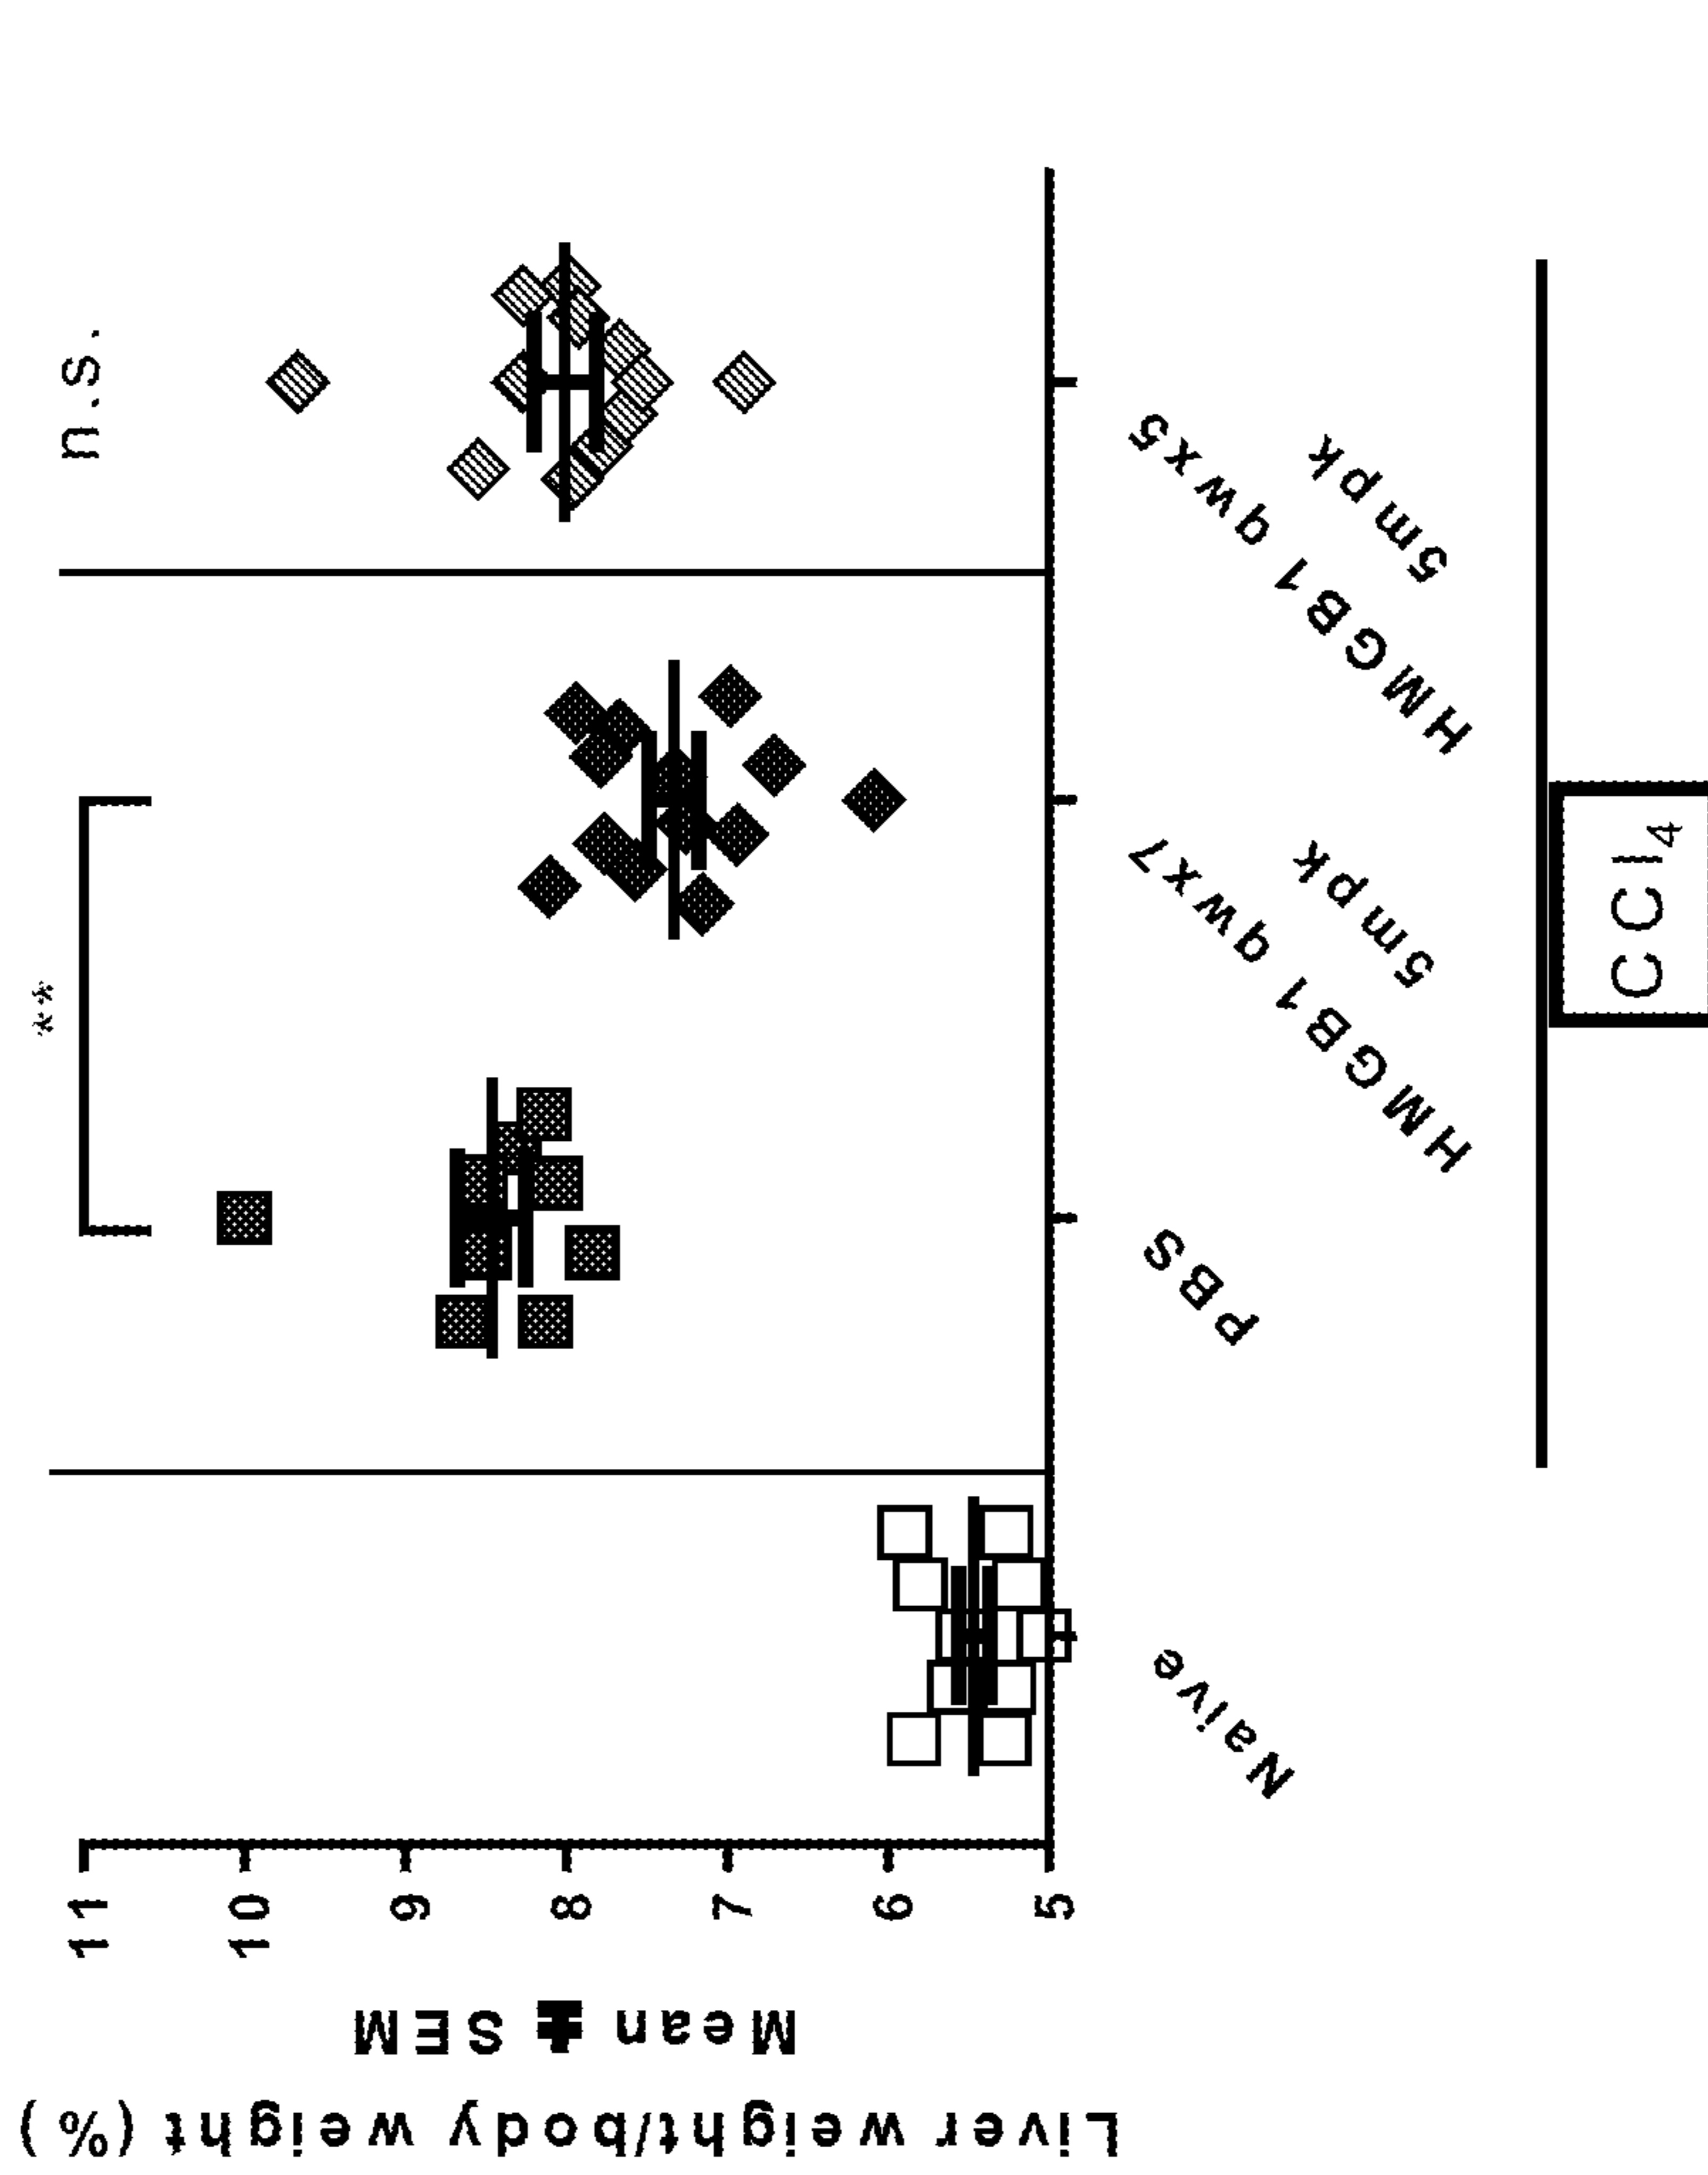 Liver weight/body weight (%)
Mean ± SEM
11
10
9
8
7
6
5
**
n.s.
Naive
PBS
HMGB1 qwx7
5mpk
HMGB1 qwx5
5mpk
CCl4